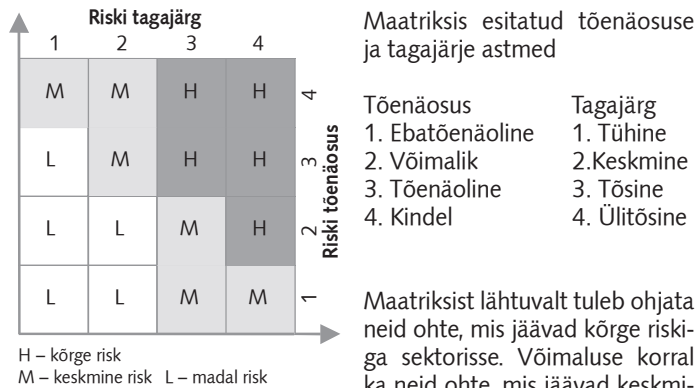 Riski tagajärg
1 2 3 4
M M H H 4
L M H H 3
L L M H 2
L L M M 1
Riski tõenäosus
H – kõrge risk
M – keskmine risk L – madal risk
Maatriksis esitatud tõenäosuse
ja tagajärje astmed
Tõenäosus Tagajärg
1. Ebatõenäoline 1. Tühine
2. Võimalik 2.Keskmine
3. Tõenäoline 3. Tõsine
4. Kindel 4. Ülitõsine
Maatriksist lähtuvalt tuleb ohjata
neid ohte, mis jäävad kõrge riski-
ga sektorisse. Võimaluse korral
ka neid ohte, mis jäävad keskmi-